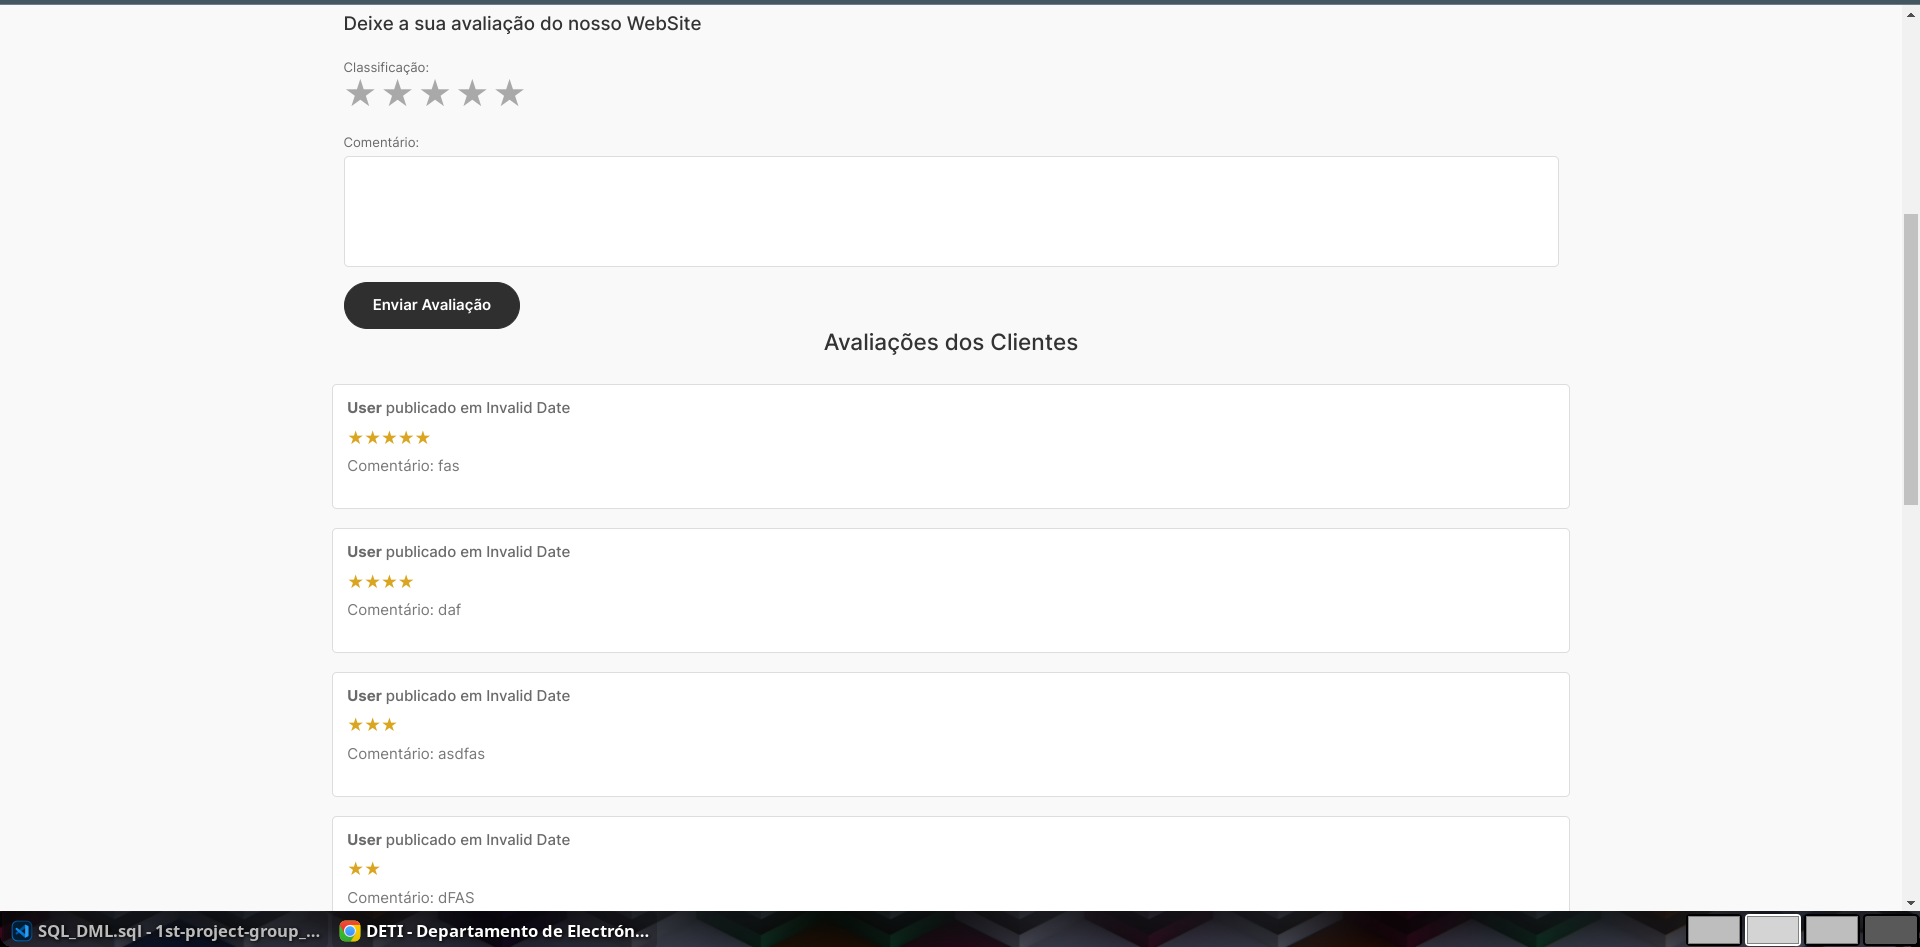 Deixe a sua avaliação do nosso WebSite
Classificação:
★ ★ ★ ★ ★
Comentário:
Enviar Avaliação
Avaliações dos Clientes
User publicado em Invalid Date
★★★★★
Comentário: fas
User publicado em Invalid Date
★★★★
Comentário: daf
User publicado em Invalid Date
★★★
Comentário: asdfas
User publicado em Invalid Date
★★
Comentário: dFAS
SQL_DML.sql - 1st-project-group_...
DETI - Departamento de Electrón...